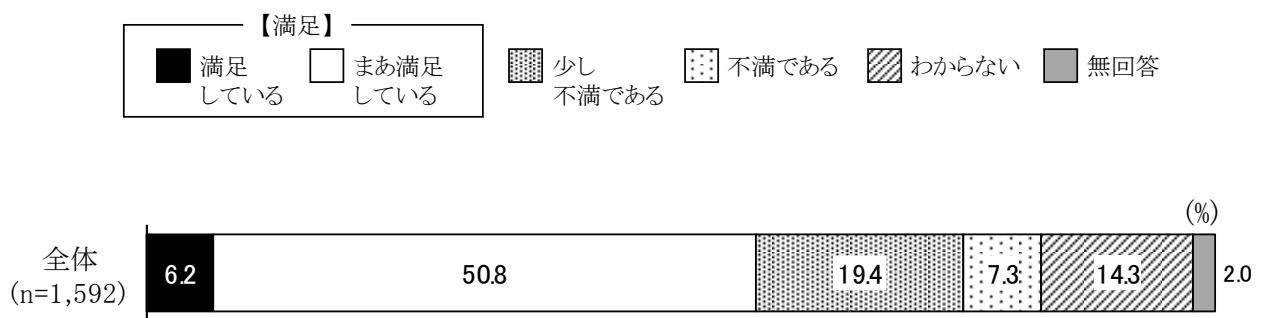 【満足】
満足
している
まあ満足
している
少し
不満である
不満である
わからない
無回答
(%)
全体
(n=1,592)
6.2
50.8
19.4
7.3
14.3
2.0